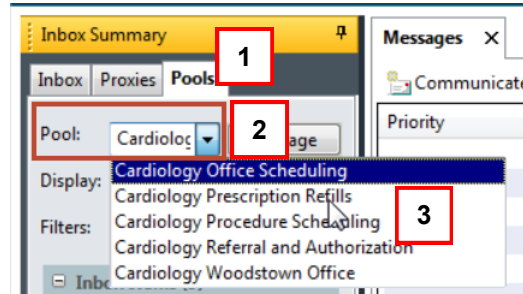 Inbox Summary
Messages X
1
Inbox Proxies Pools
Communicate
2
Priority
Pool: Cardiolog
Display:
Cardiology Office Scheduling
Cardiology Prescription Refills
3
Filters:
Cardiology Procedure Scheduling
Cardiology Referral and Authorization
Cardiology Woodstown Office